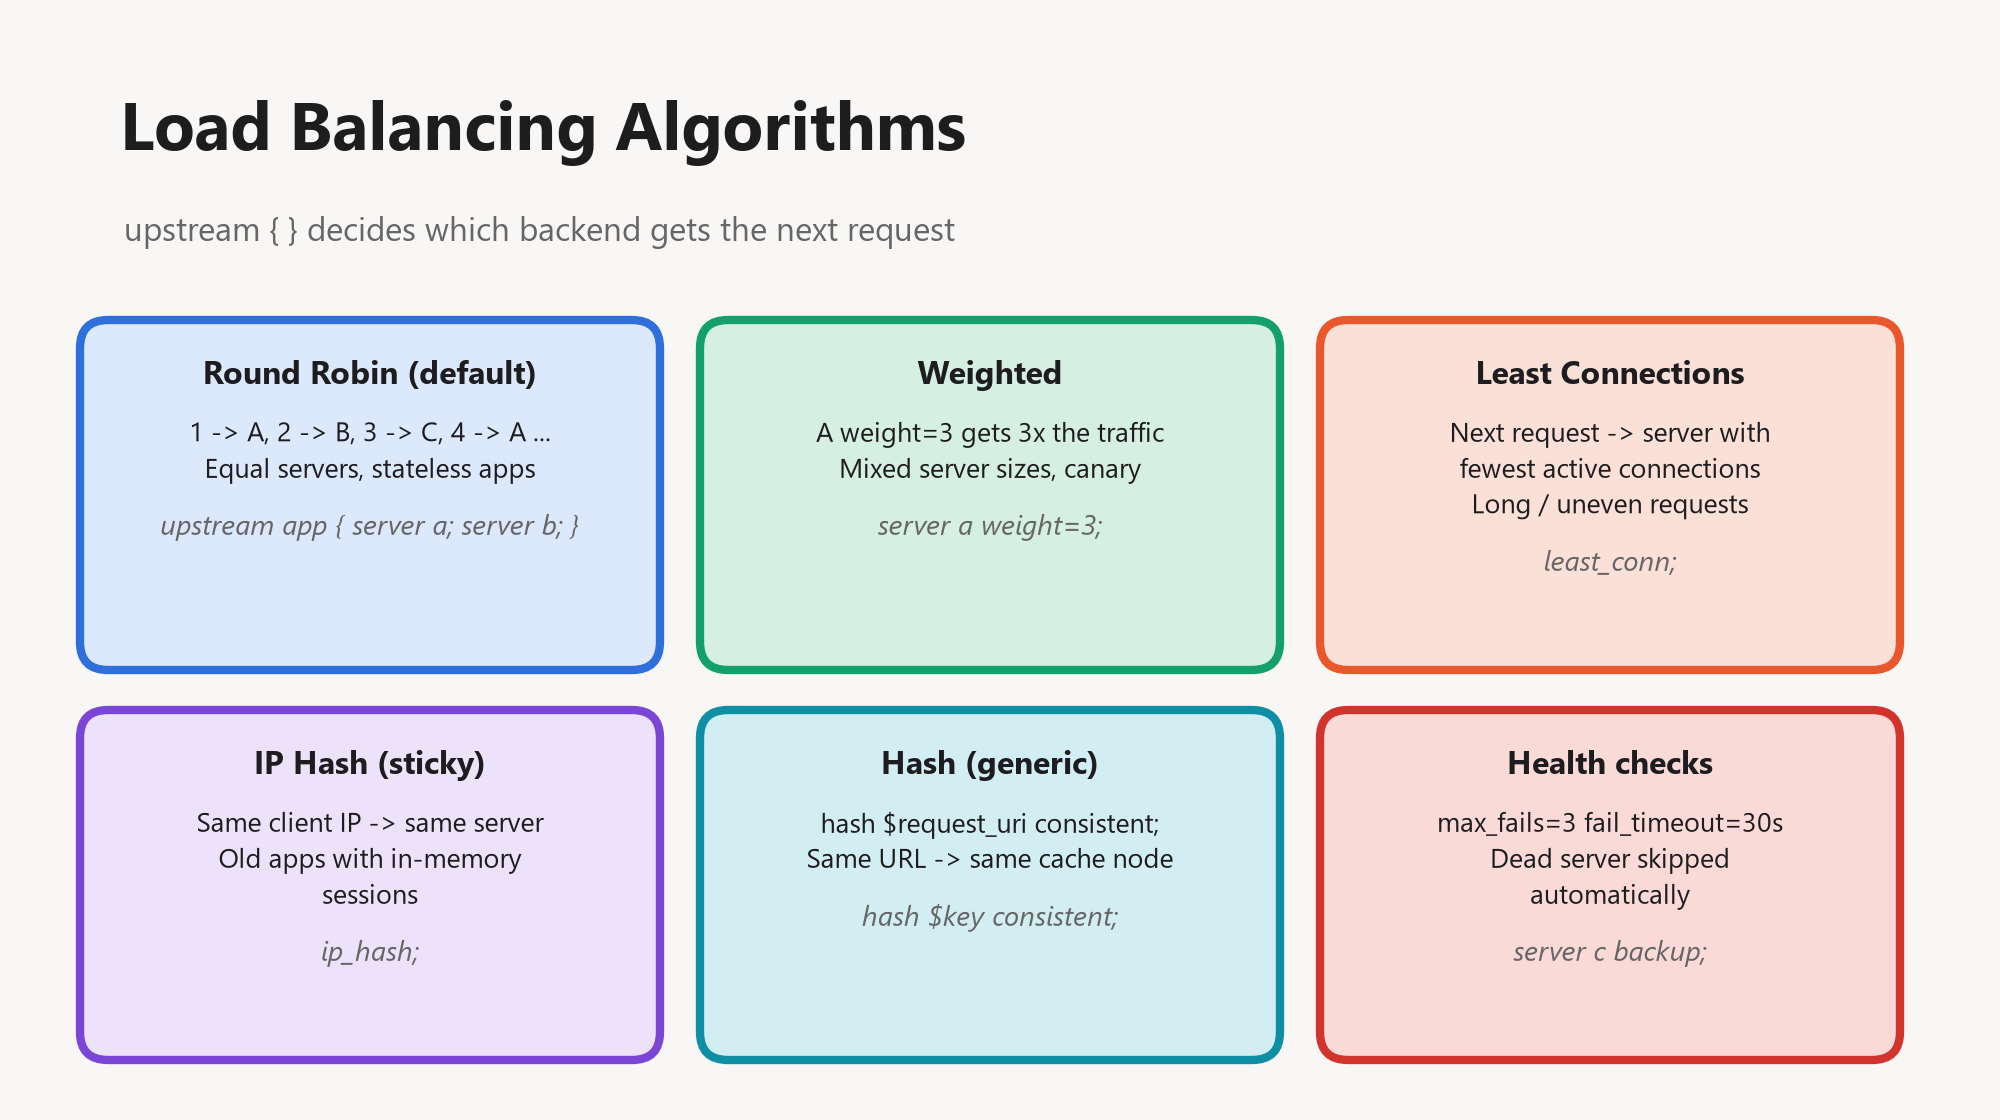 Load Balancing Algorithms
upstream { } decides which backend gets the next request
Round Robin (default)
1 -> A, 2 -> B, 3 -> C, 4 -> A ...
Equal servers, stateless apps
upstream app { server a; server b; }
Weighted
A weight=3 gets 3x the traffic
Mixed server sizes, canary
server a weight=3;
Least Connections
Next request -> server with
fewest active connections
Long / uneven requests
least_conn;
IP Hash (sticky)
Same client IP -> same server
Old apps with in-memory
sessions
ip_hash;
Hash (generic)
hash $request_uri consistent;
Same URL -> same cache node
hash $key consistent;
Health checks
max_fails=3 fail_timeout=30s
Dead server skipped
automatically
server c backup;